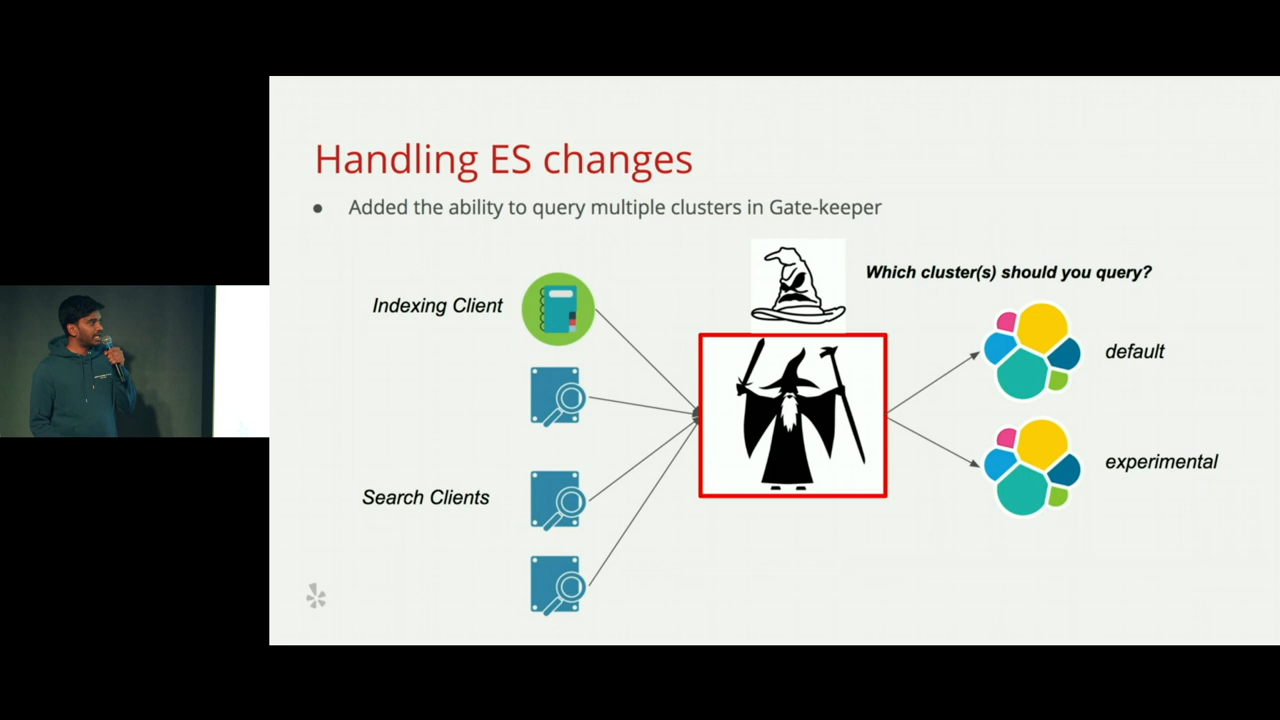 Handling ES changes
● Added the ability to query multiple clusters in Gate-keeper
Which cluster(s) should you query?
Indexing Client
default
experimental
Search Clients